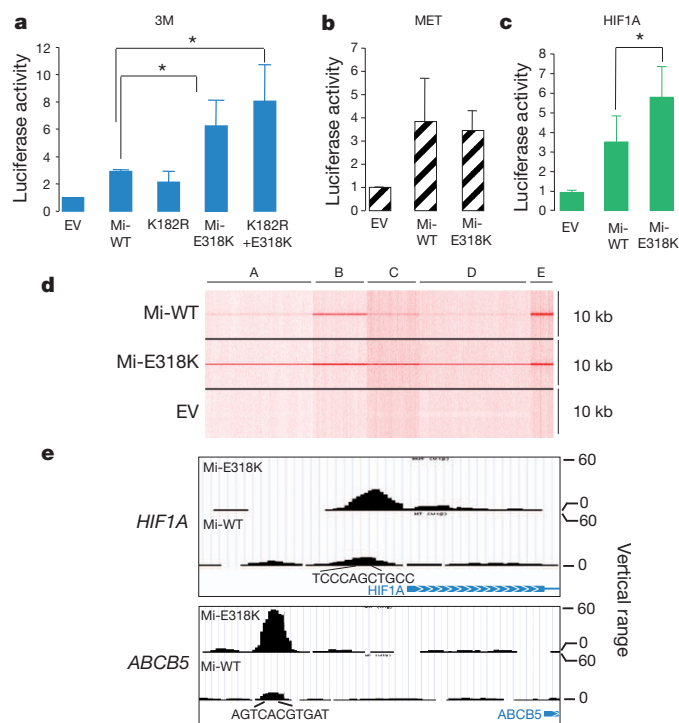 a
3M
Luciferase activity
12
10
8
6
4
2
0
*
*
EV
Mi-
WT
K182R
Mi-
E318K
K182R
+E318K
b
MET
Luciferase activity
7
6
5
4
3
2
1
0
EV
Mi-
WT
Mi-
E318K
c
HIF1A
Luciferase activity
8
7
6
5
4
3
2
1
0
*
EV
Mi-
WT
Mi-
E318K
d
A B C D E
Mi-WT
10 kb
Mi-E318K
10 kb
EV
10 kb
e
HIF1A
Mi-E318K
60
0
Mi-WT
60
0
TCCCAGCTGCC
HIF1A
ABCB5
Mi-E318K
60
0
Mi-WT
60
0
AGTCACGTGAT
ABCB5
Vertical range